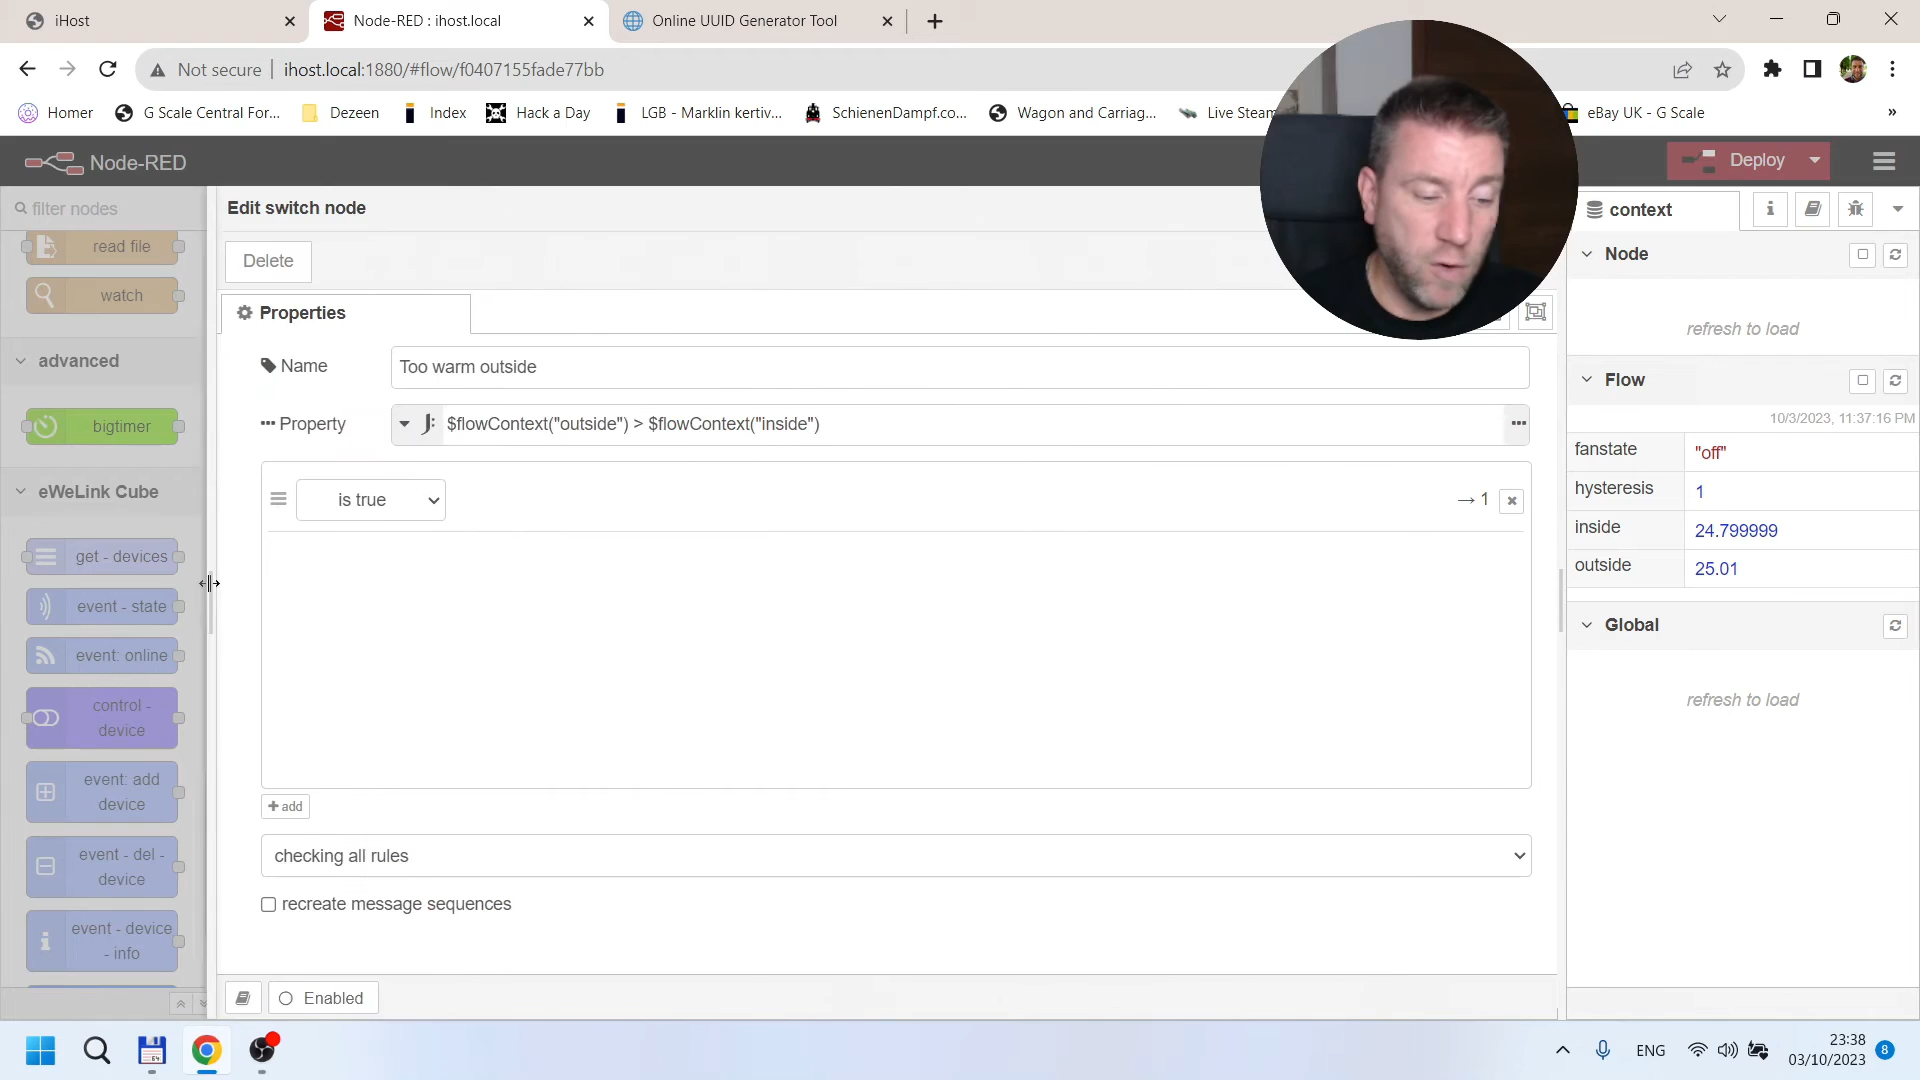 iHost
Node-RED : ihost.local
Online UUID Generator Tool
Not secure
ihost.local:1880/#flow/f0407155fade77bb
Homer
G Scale Central For...
Dezeen
Index
Hack a Day
LGB - Marklin kertiv...
SchienenDampf.co...
Wagon and Carriag...
Live Steam
eBay UK - G Scale
»
Node-RED
Deploy
filter nodes
read file
watch
advanced
bigtimer
eWeLink Cube
get - devices
event - state
event: online
control -
device
event: add
device
event - del -
device
event - device
- info
Edit switch node
Delete
Properties
Name
Too warm outside
Property
$flowContext("outside") > $flowContext("inside")
is true
→ 1
add
checking all rules
recreate message sequences
Enabled
context
Node
refresh to load
Flow
10/3/2023, 11:37:16 PM
fanstate
"off"
hysteresis
1
inside
24.799999
outside
25.01
Global
refresh to load
64
ENG
23:38
03/10/2023
8